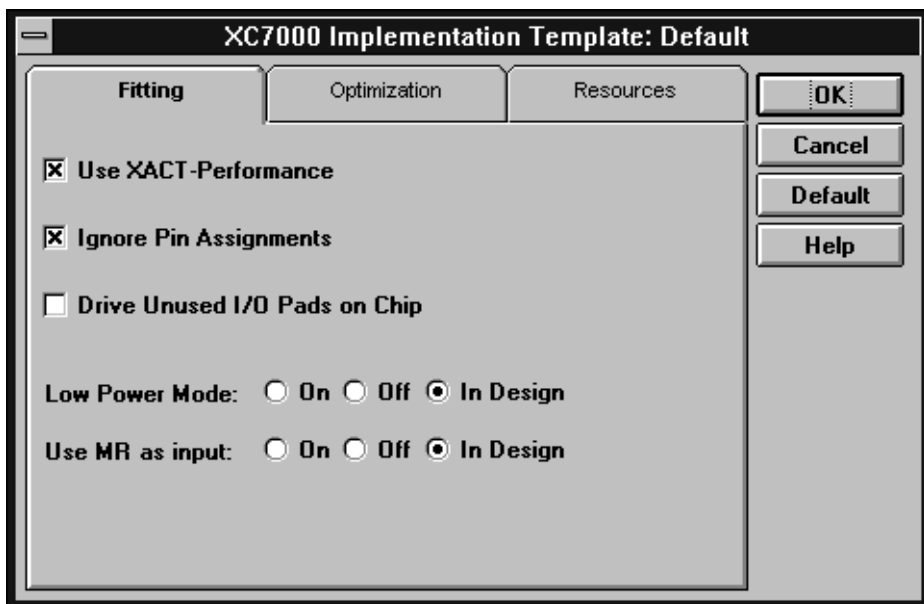 XC7000 Implementation Template: Default
Fitting
Optimization
Resources
OK
Cancel
Default
Help
Use XACT-Performance
Ignore Pin Assignments
Drive Unused I/O Pads on Chip
Low Power Mode: On Off In Design
Use MR as input: On Off In Design